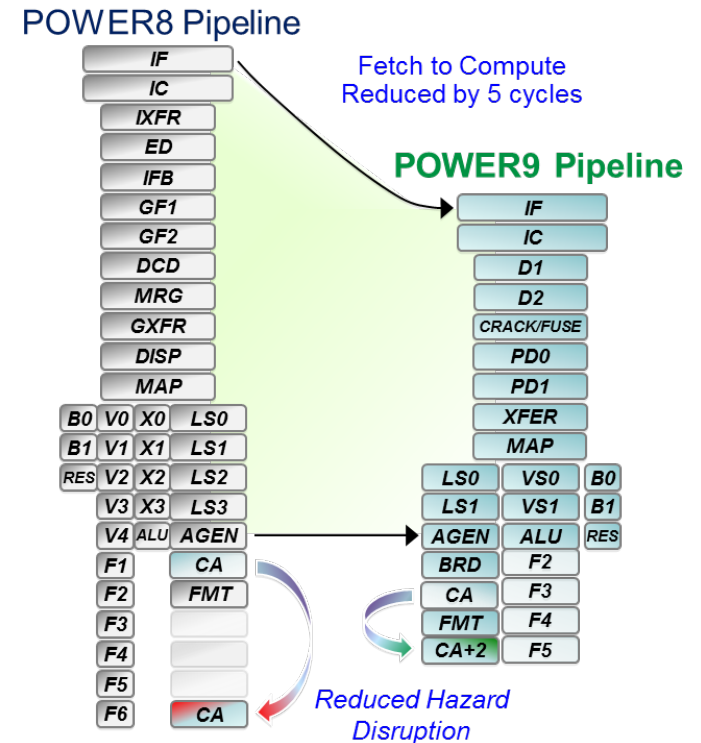 POWER8 Pipeline
IF
IC
IXFR
ED
IFB
GF1
GF2
DCD
MRG
GXFR
DISP
MAP
B0 V0 X0 LS0
B1 V1 X1 LS1
RES V2 X2 LS2
V3 X3 LS3
V4 ALU AGEN
F1 CA
F2 FMT
F3
F4
F5
F6 CA
Fetch to Compute
Reduced by 5 cycles
POWER9 Pipeline
IF
IC
D1
D2
CRACK/FUSE
PD0
PD1
XFER
MAP
LS0 VS0 B0
LS1 VS1 B1
AGEN ALU RES
BRD F2
CA F3
FMT F4
CA+2 F5
Reduced Hazard
Disruption